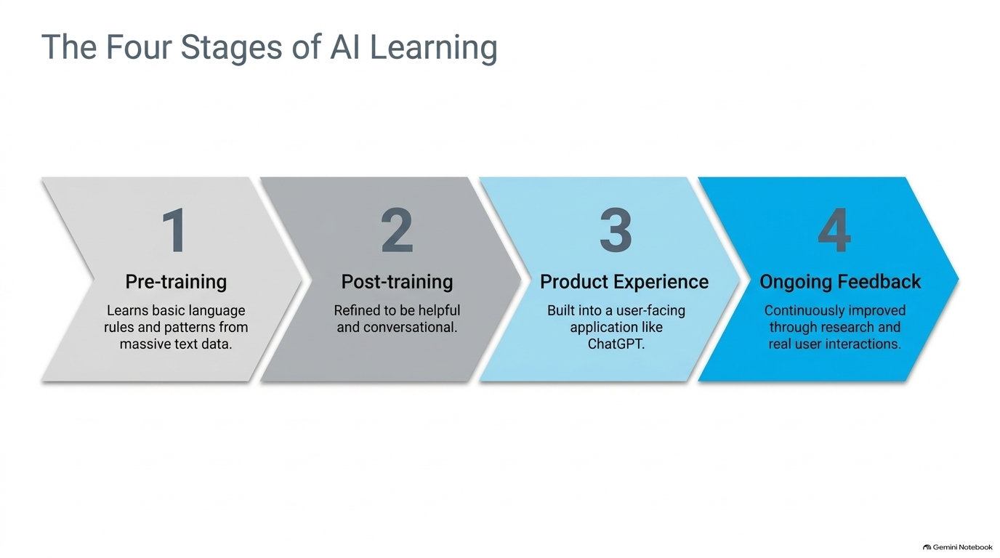 The Four Stages of AI Learning
1
Pre-training
Learns basic language
rules and patterns from
massive text data.
2
Post-training
Refined to be helpful
and conversational.
3
Product Experience
Built into a user-facing
application like
ChatGPT.
4
Ongoing Feedback
Continuously improved
through research and
real user interactions.
Gemini Notebook